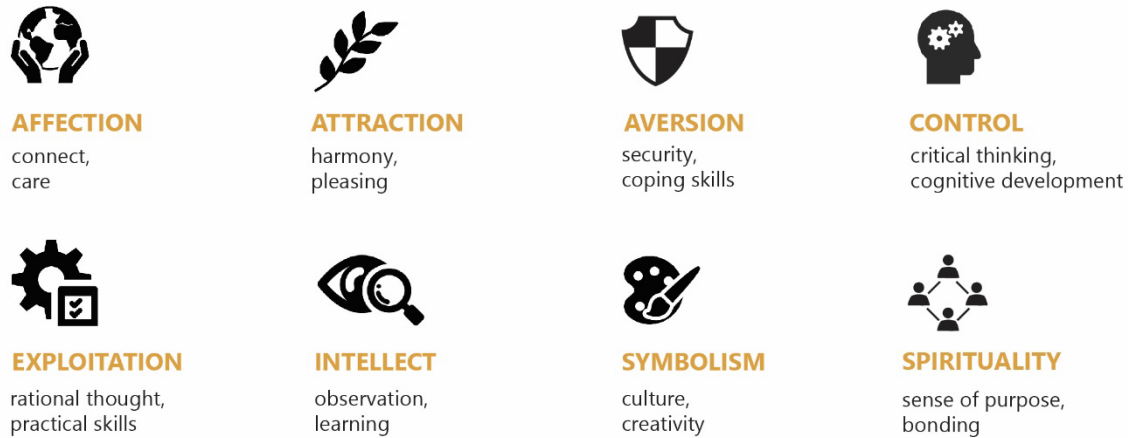 AFFECTION
connect,
care
ATTRACTION
harmony,
pleasing
AVERSION
security,
coping skills
CONTROL
critical thinking,
cognitive development
EXPLOITATION
rational thought,
practical skills
INTELLECT
observation,
learning
SYMBOLISM
culture,
creativity
SPIRITUALITY
sense of purpose,
bonding